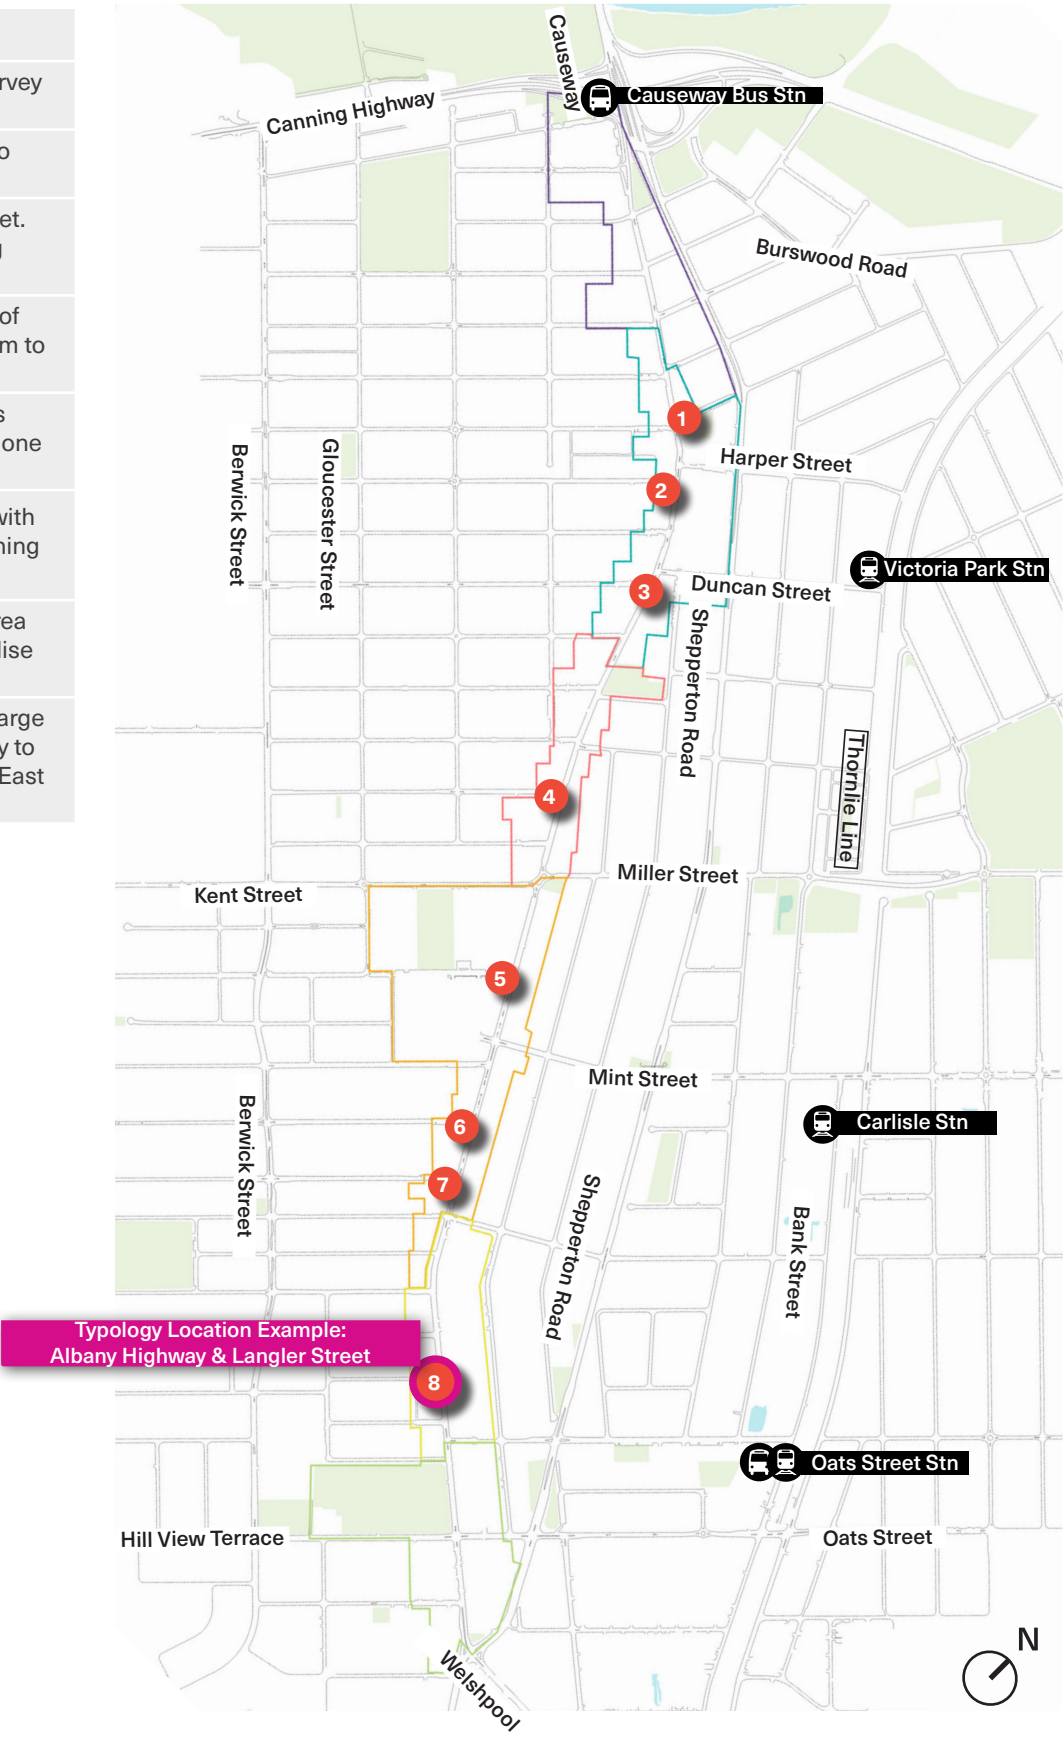 rvey
o
et.
g
of
m to
s
one
with
ning
rea
lise
arge
y to
East
Causeway
Causeway Bus Stn
Canning Highway
Burswood Road
1
Harper Street
Berwick Street
Gloucester Street
2
Victoria Park Stn
3
Duncan Street
Shepperton Road
Thornlie Line
4
Miller Street
Kent Street
5
Mint Street
Berwick Street
6
Carlisle Stn
7
Shepperton Road
Bank Street
Typology Location Example:
Albany Highway & Langler Street
8
Oats Street Stn
Hill View Terrace
Oats Street
Welshpool
N